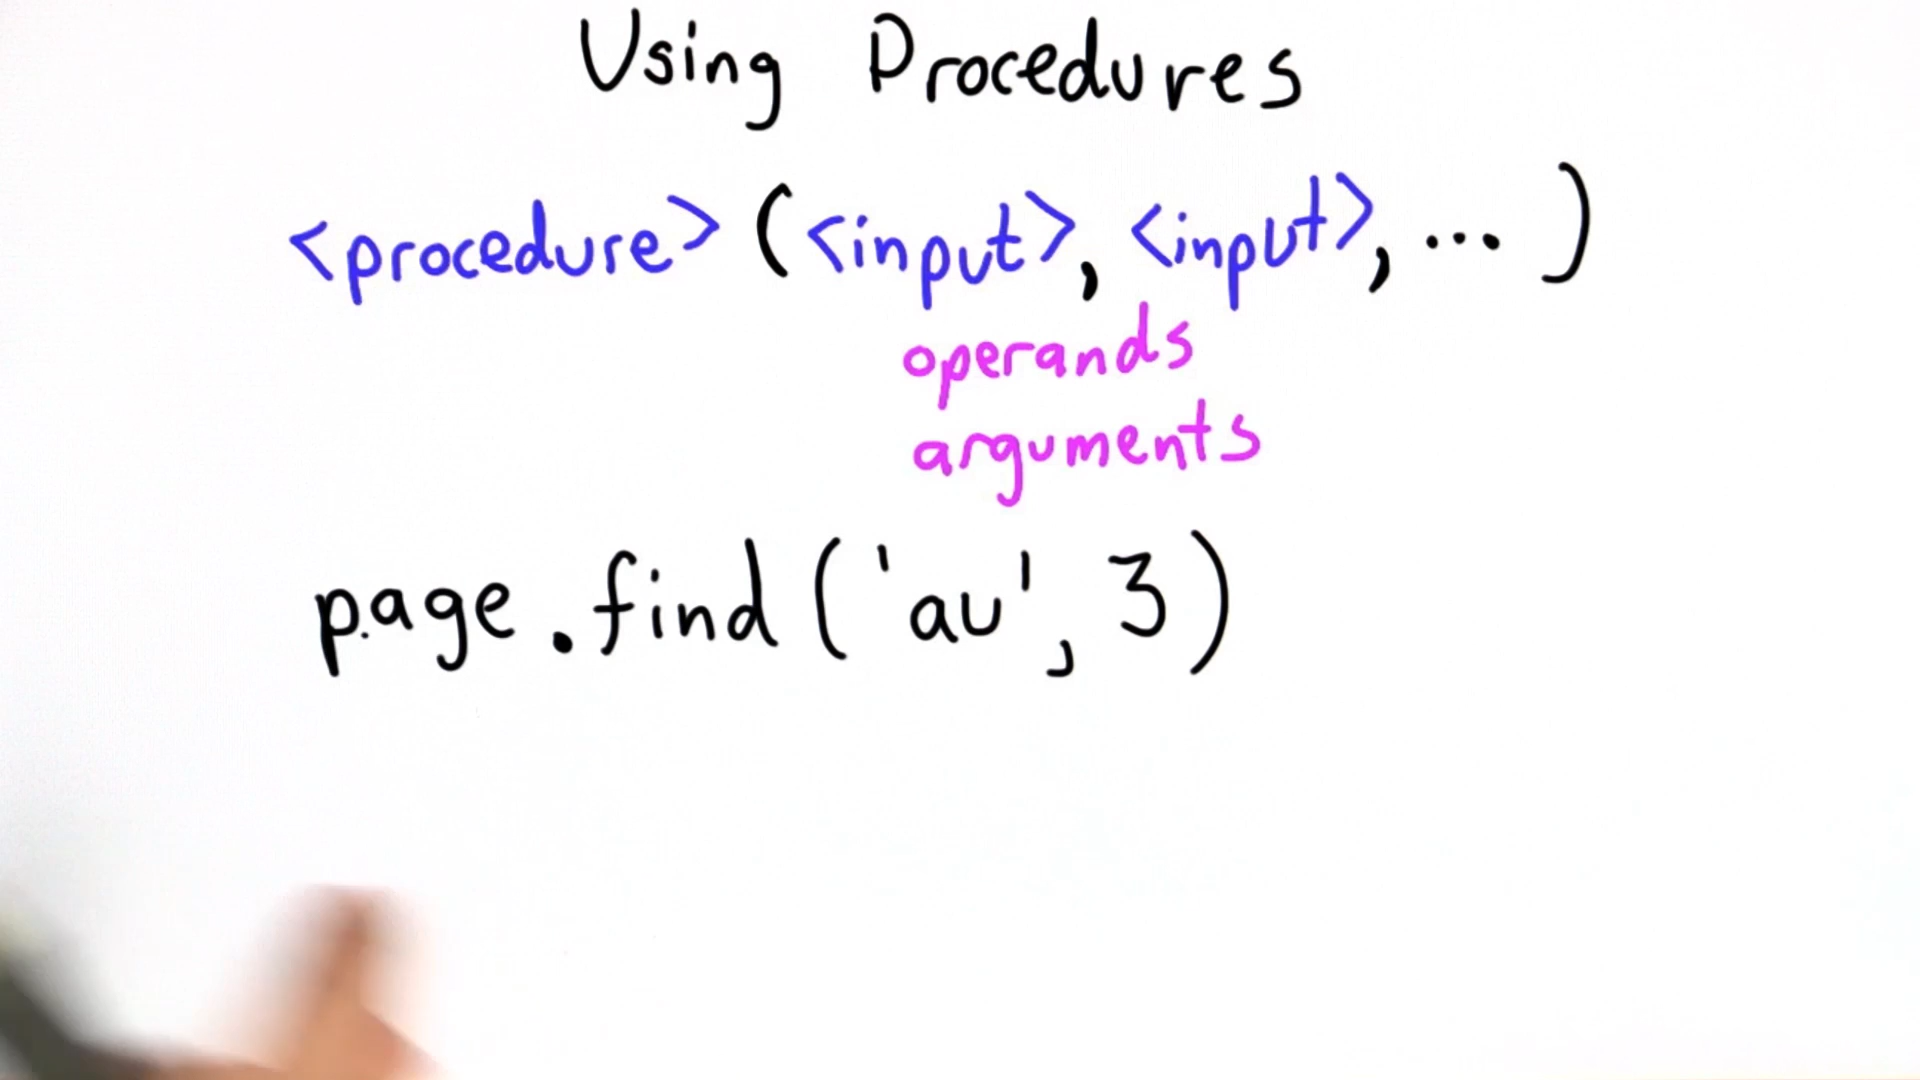 Using Procedures
<procedure>(<input>, <input>, ...)
operands
arguments
page.find('au', 3)